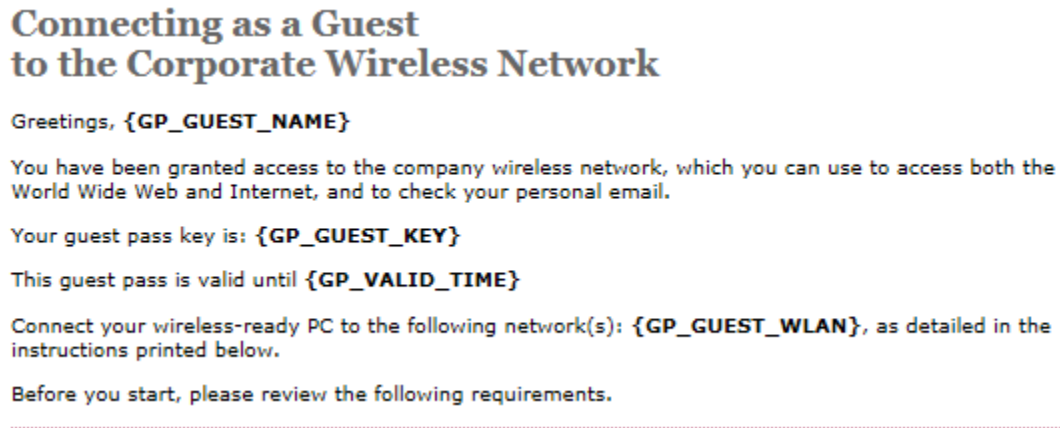 Connecting as a Guest
to the Corporate Wireless Network
Greetings, {GP_GUEST_NAME}
You have been granted access to the company wireless network, which you can use to access both the
World Wide Web and Internet, and to check your personal email.
Your guest pass key is: {GP_GUEST_KEY}
This guest pass is valid until {GP_VALID_TIME}
Connect your wireless-ready PC to the following network(s): {GP_GUEST_WLAN}, as detailed in the
instructions printed below.
Before you start, please review the following requirements.